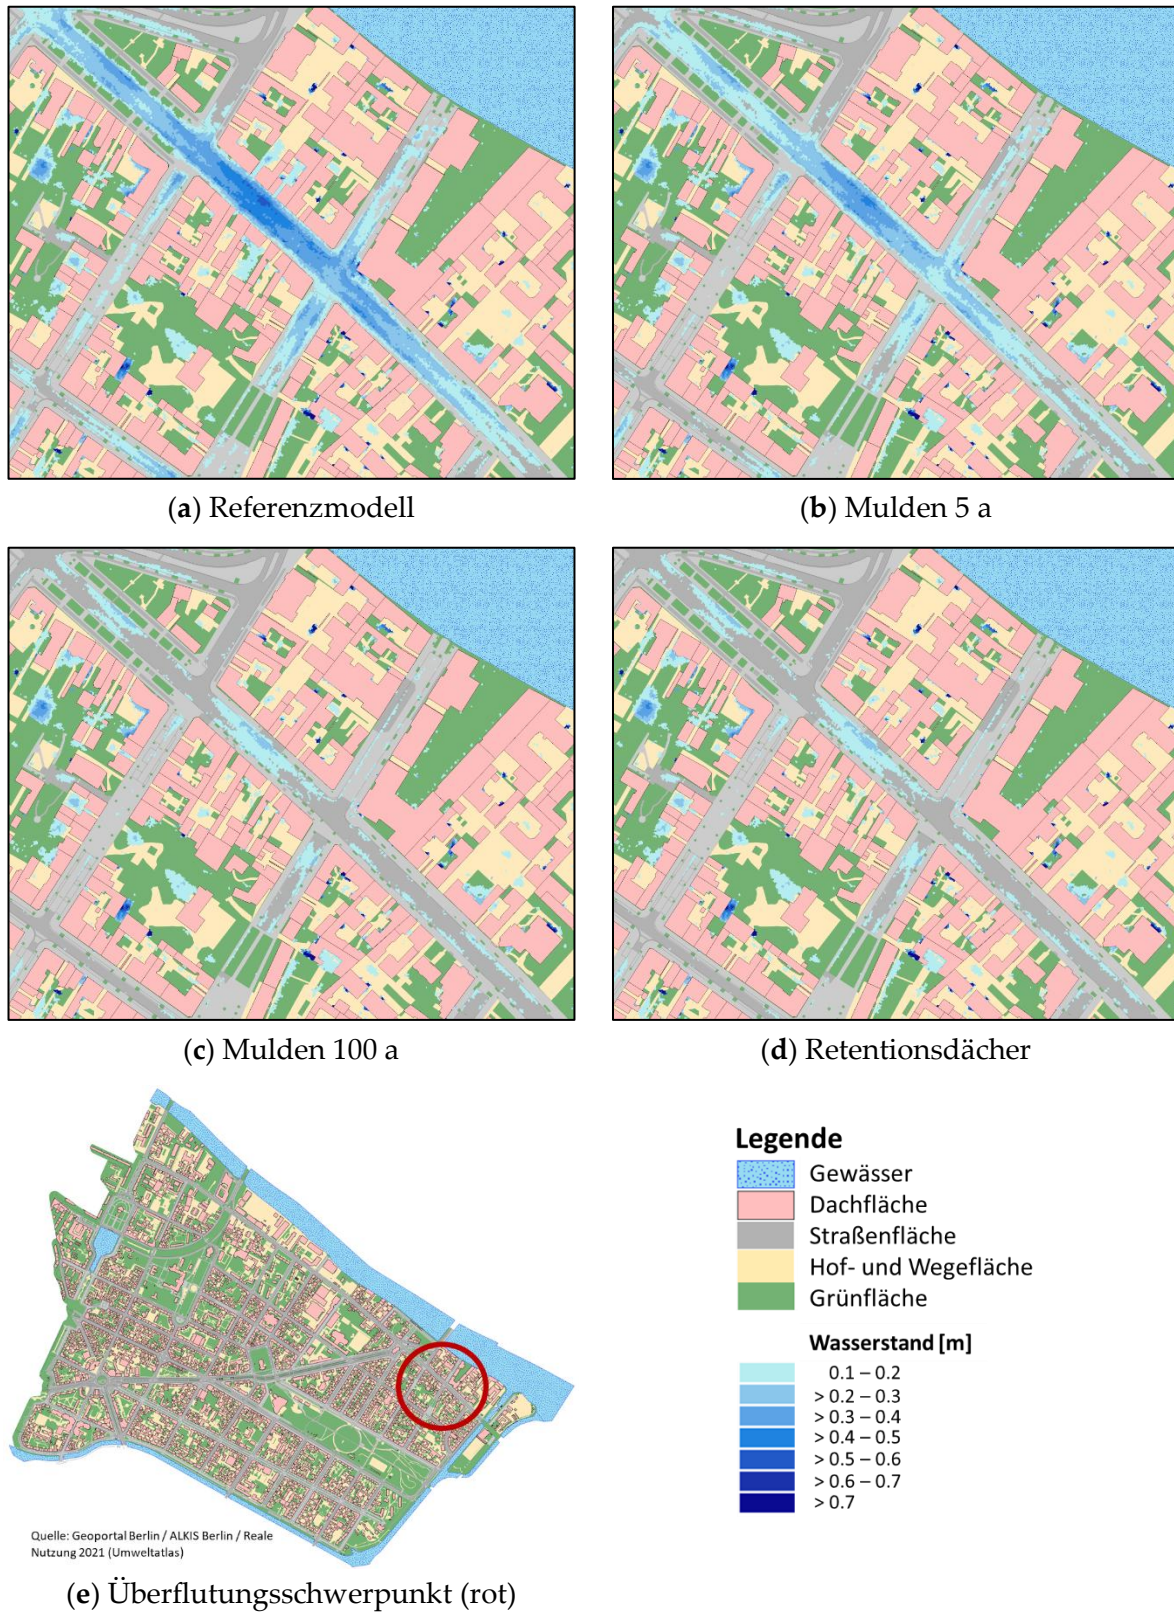 (a) Referenzmodell
(b) Mulden 5 a
(c) Mulden 100 a
(d) Retentionsdächer
Legende
Gewässer
Dachfläche
Straßenfläche
Hof- und Wegefläche
Grünfläche
Wasserstand [m]
0.1 – 0.2
> 0.2 – 0.3
> 0.3 – 0.4
> 0.4 – 0.5
> 0.5 – 0.6
> 0.6 – 0.7
> 0.7
Quelle: Geoportal Berlin / ALKIS Berlin / Reale
Nutzung 2021 (Umweltatlas)
(e) Überflutungsschwerpunkt (rot)